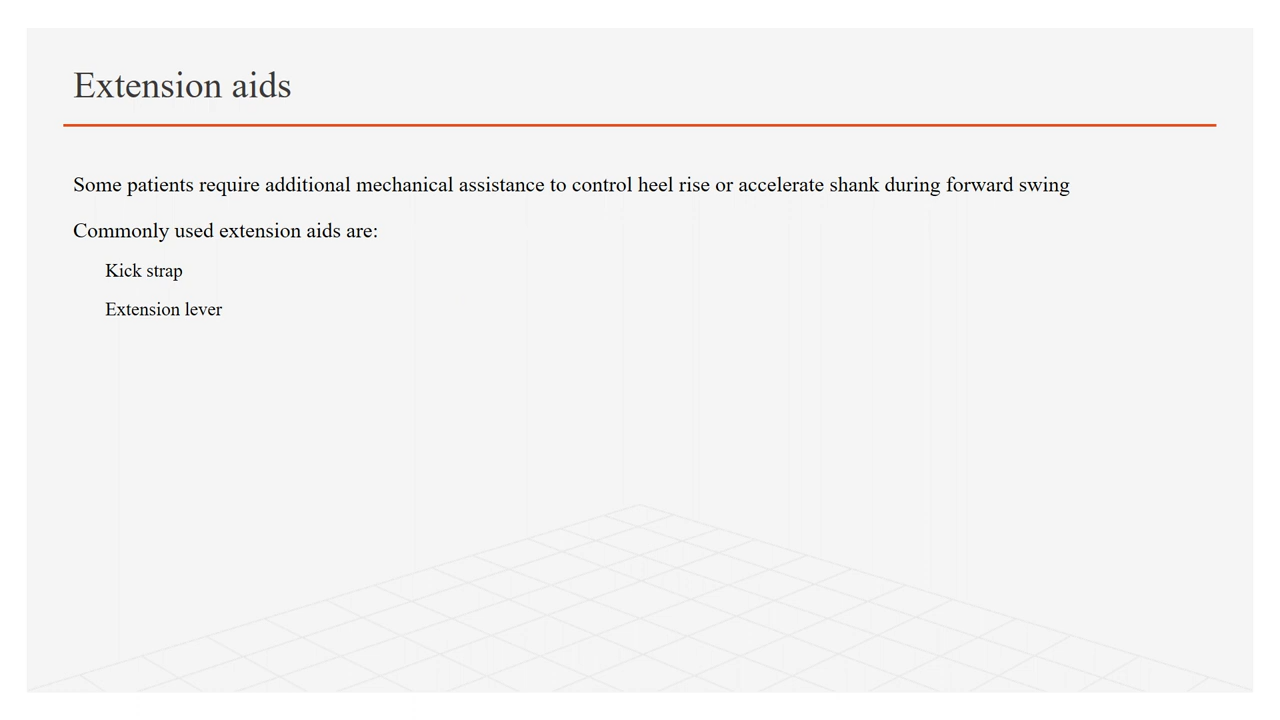 Extension aids
Some patients require additional mechanical assistance to control heel rise or accelerate shank during forward swing
Commonly used extension aids are:
Kick strap
Extension lever